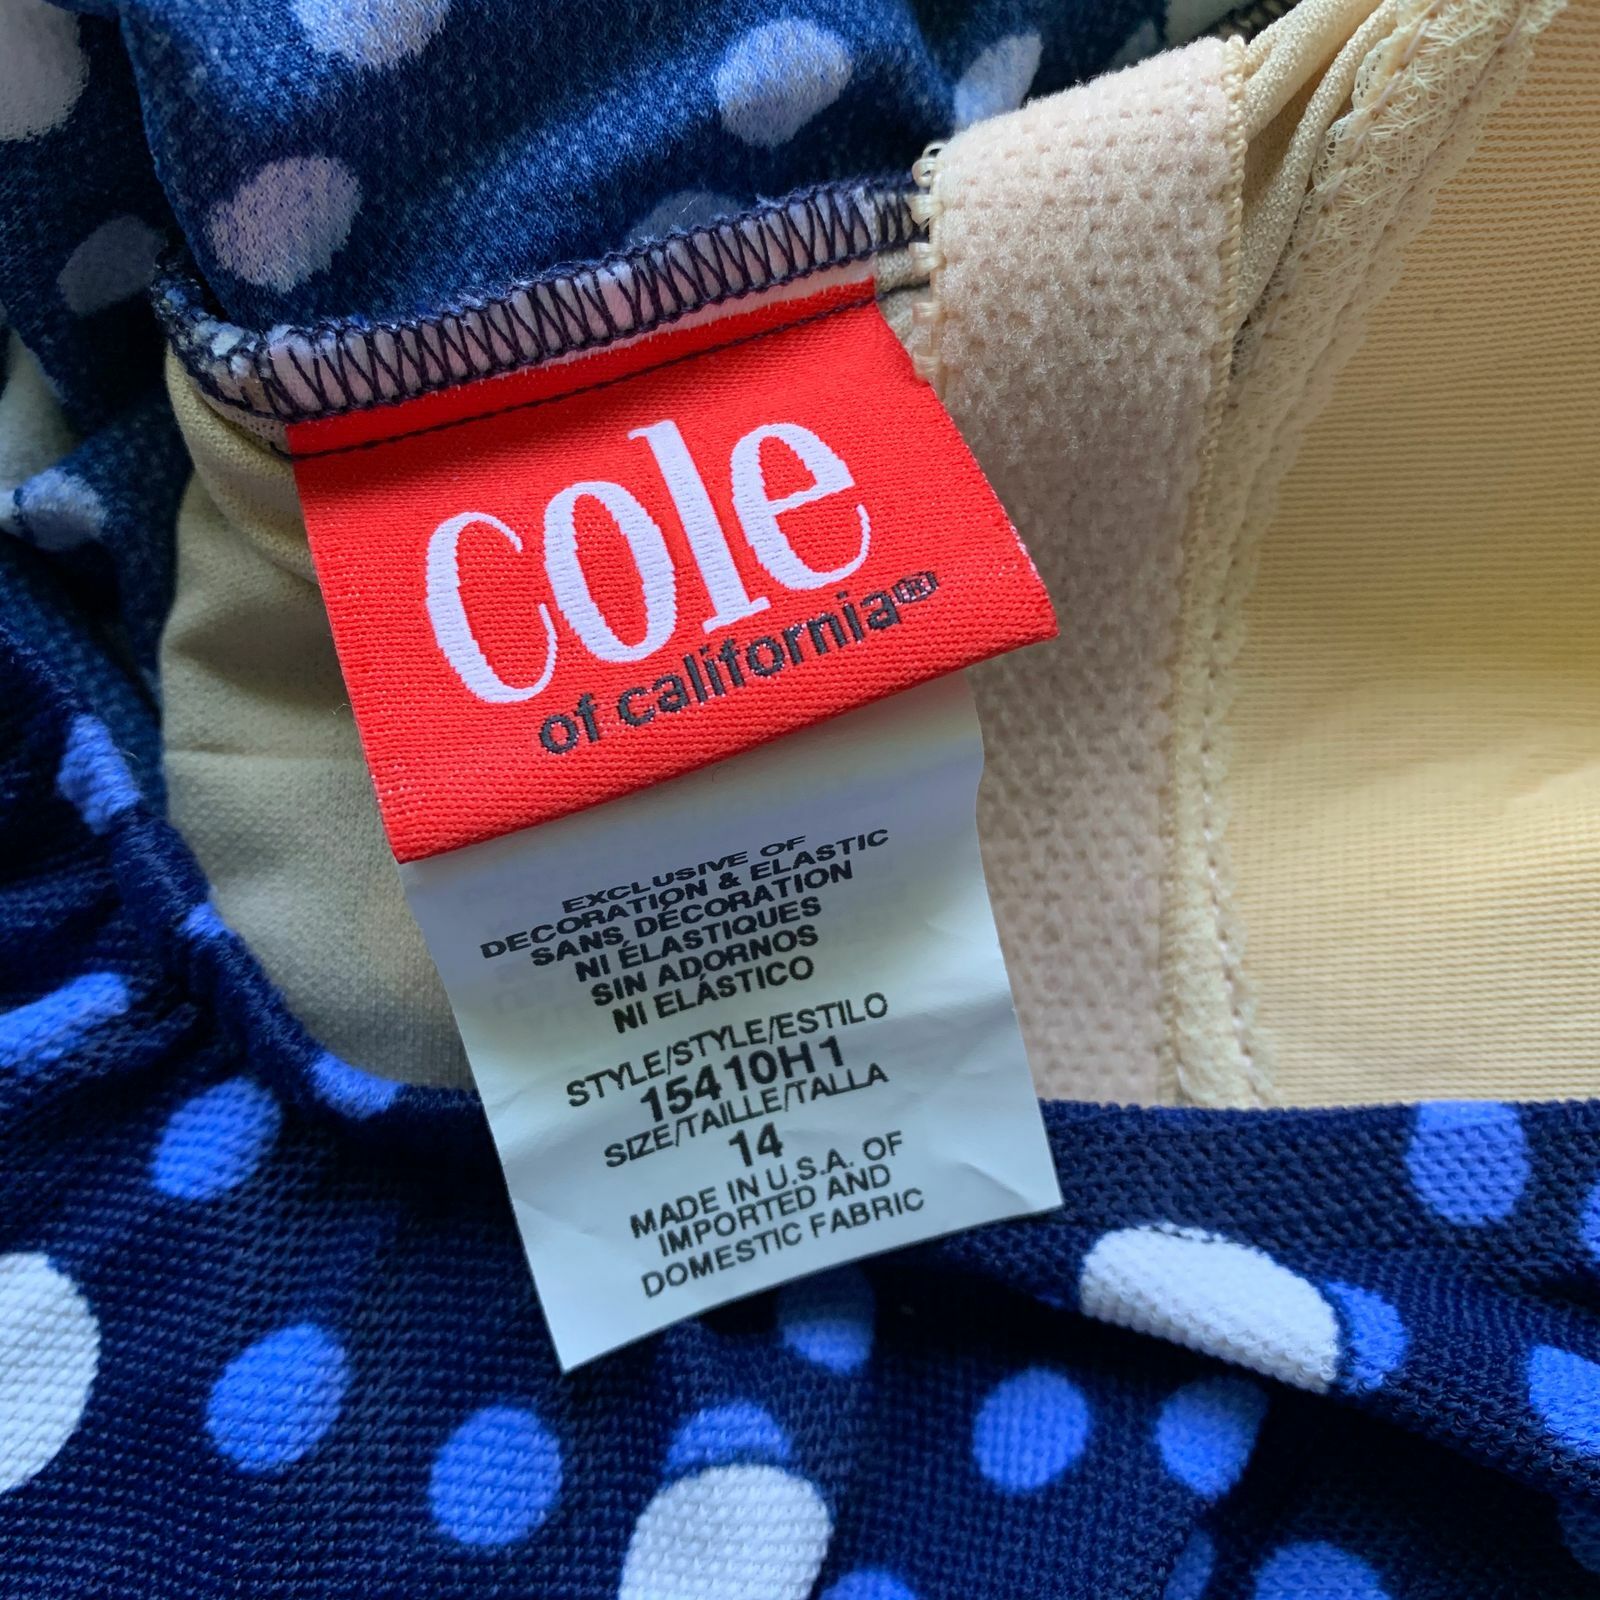 cole
of california®
EXCLUSIVE OF
DECORATION & ELASTIC
SANS DÉCORATION
NI ÉLASTIQUES
SIN ADORNOS
NI ELÁSTICO
STYLE/STYLE/ESTILO
15410H1
SIZE/TAILLE/TALLA
14
MADE IN U.S.A. OF
IMPORTED AND
DOMESTIC FABRIC